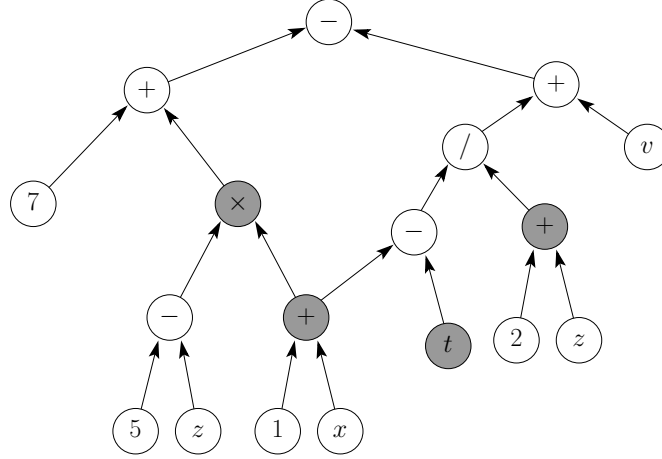 −
+
+
/
v
7
×
−
+
−
+
t
2
z
5
z
1
x